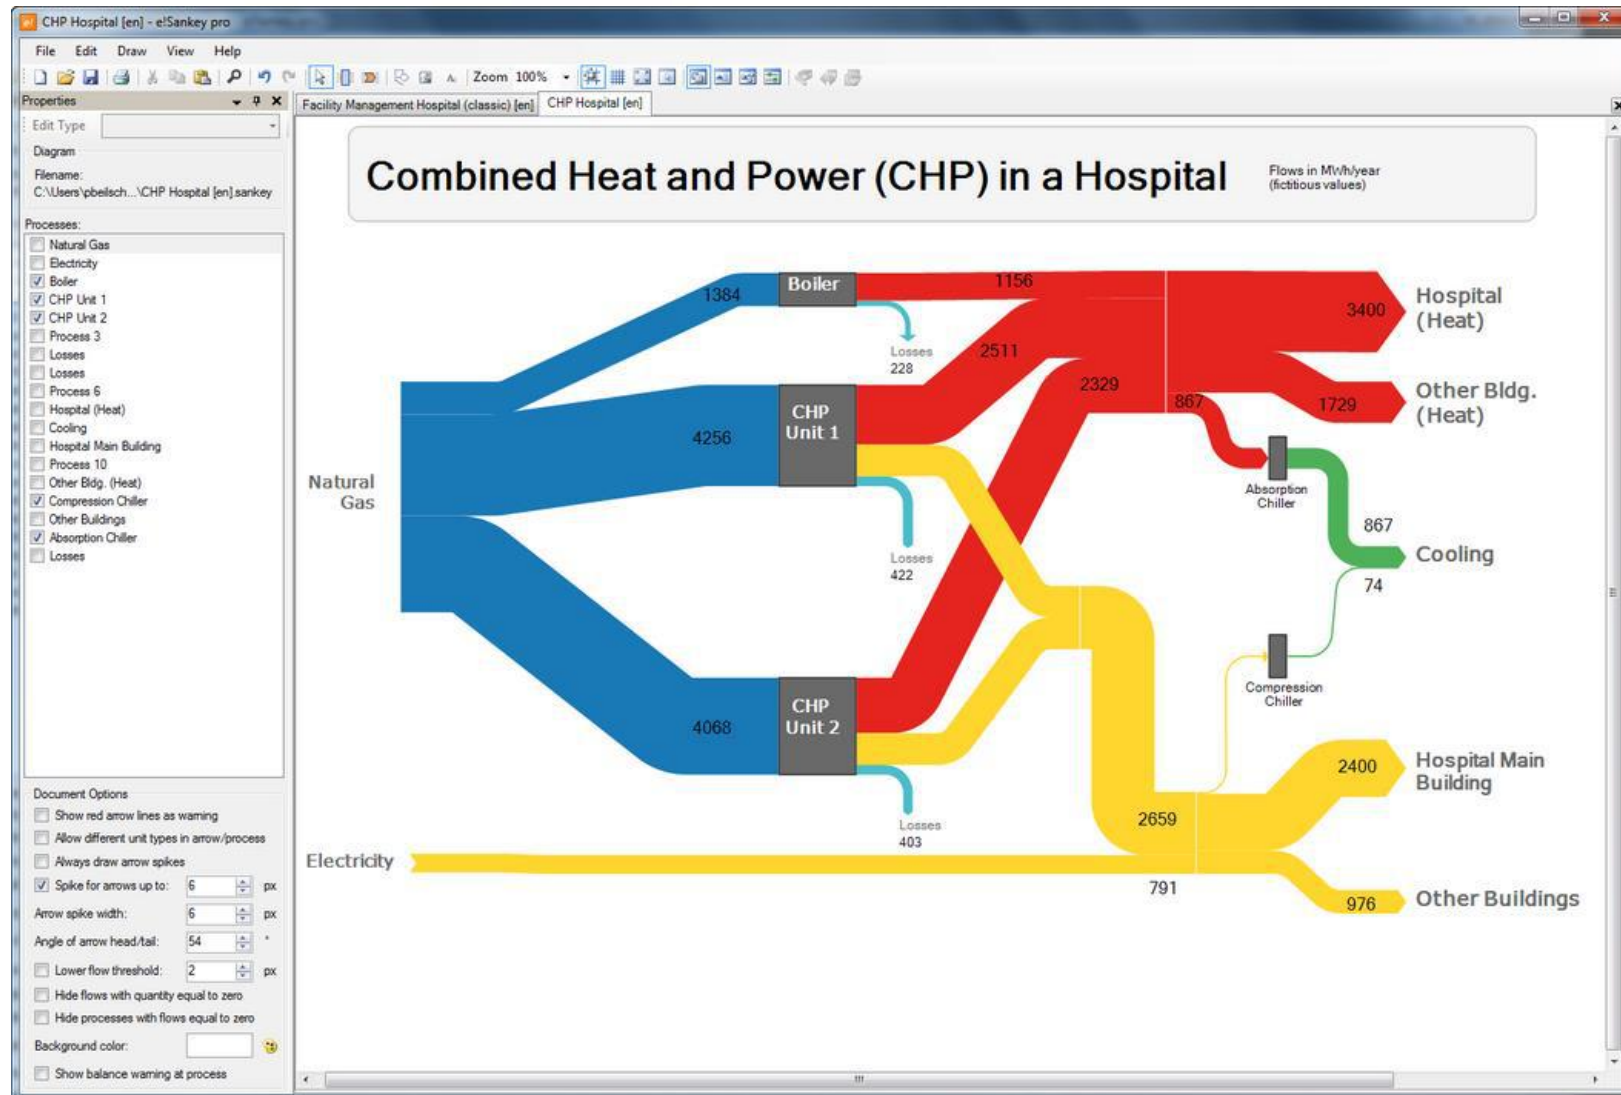 CHP Hospital [en] - e!Sankey pro
File Edit Draw View Help
Zoom 100%
Properties
Facility Management Hospital (classic) [en] CHP Hospital [en]
Edit Type
Diagram
Filename:
C:\Users\pbeilsch...\CHP Hospital [en].sankey
Processes:
Natural Gas
Electricity
Boiler
CHP Unit 1
CHP Unit 2
Process 3
Losses
Losses
Process 6
Hospital (Heat)
Cooling
Hospital Main Building
Process 10
Other Bldg. (Heat)
Compression Chiller
Other Buildings
Absorption Chiller
Losses
Document Options
Show red arrow lines as warning
Allow different unit types in arrow/process
Always draw arrow spikes
Spike for arrows up to: 6 px
Arrow spike width: 6 px
Angle of arrow head/tail: 54 °
Lower flow threshold: 2 px
Hide flows with quantity equal to zero
Hide processes with flows equal to zero
Background color:
Show balance warning at process
Combined Heat and Power (CHP) in a Hospital
Flows in MWh/year
(fictitious values)
1384
Boiler
1156
Losses
228
2511
3400
Hospital
(Heat)
4256
CHP
Unit 1
2329
867
1729
Other Bldg.
(Heat)
Natural
Gas
Losses
422
Absorption
Chiller
867
Cooling
74
4068
CHP
Unit 2
Compression
Chiller
Losses
403
2659
2400
Hospital Main
Building
Electricity
791
976
Other Buildings